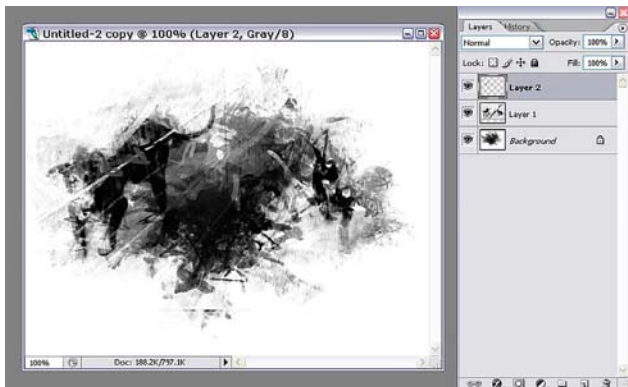 Untitled-2 copy @ 100% (Layer 2, Gray/8)
100%
Doc: 188.2K/797.1K
Layers
History
Normal
Opacity: 100%
Lock:
Fill: 100%
Layer 2
Layer 1
Background